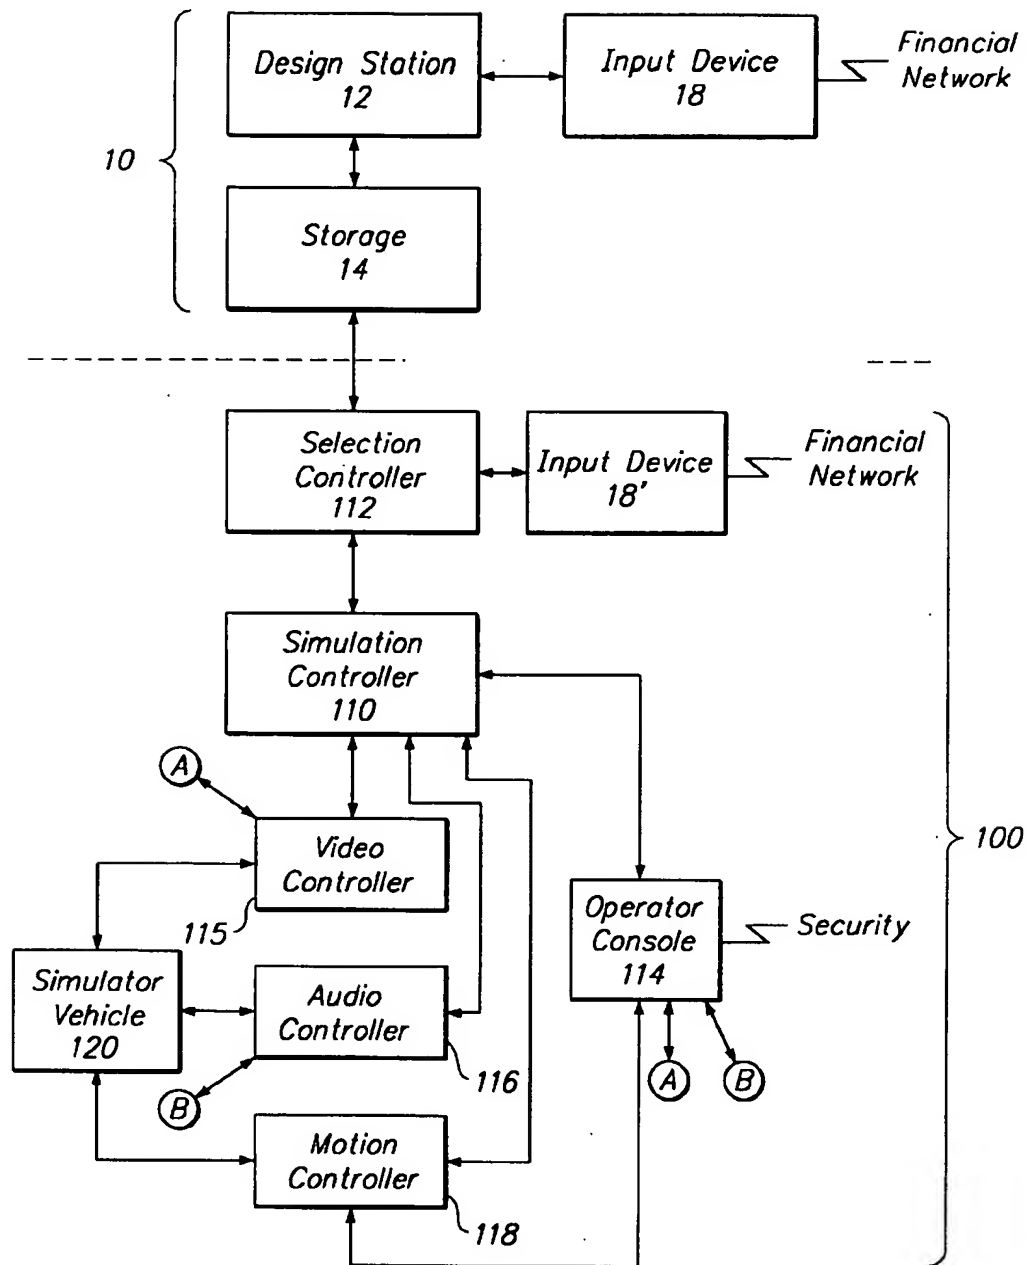 Design Station
12
Input Device
18
Financial
Network
10
Storage
14
Selection
Controller
112
Input Device
18'
Financial
Network
Simulation
Controller
110
A
Video
Controller
115
100
Operator
Console
114
Security
Simulator
Vehicle
120
Audio
Controller
116
A
B
B
Motion
Controller
118